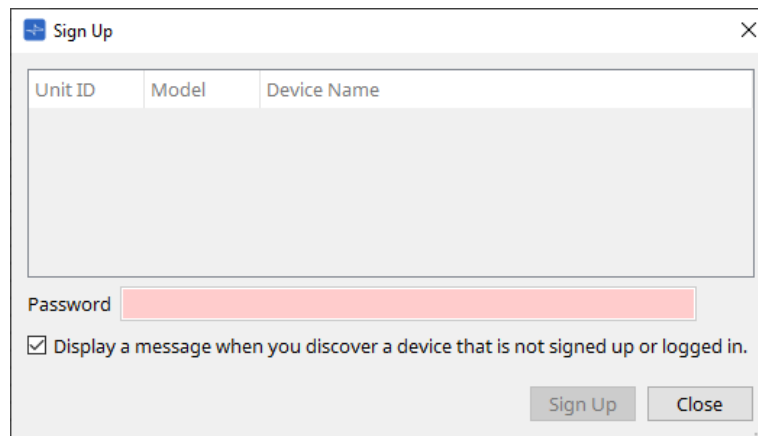 Sign Up
Unit ID Model Device Name
Password
Display a message when you discover a device that is not signed up or logged in.
Sign Up Close